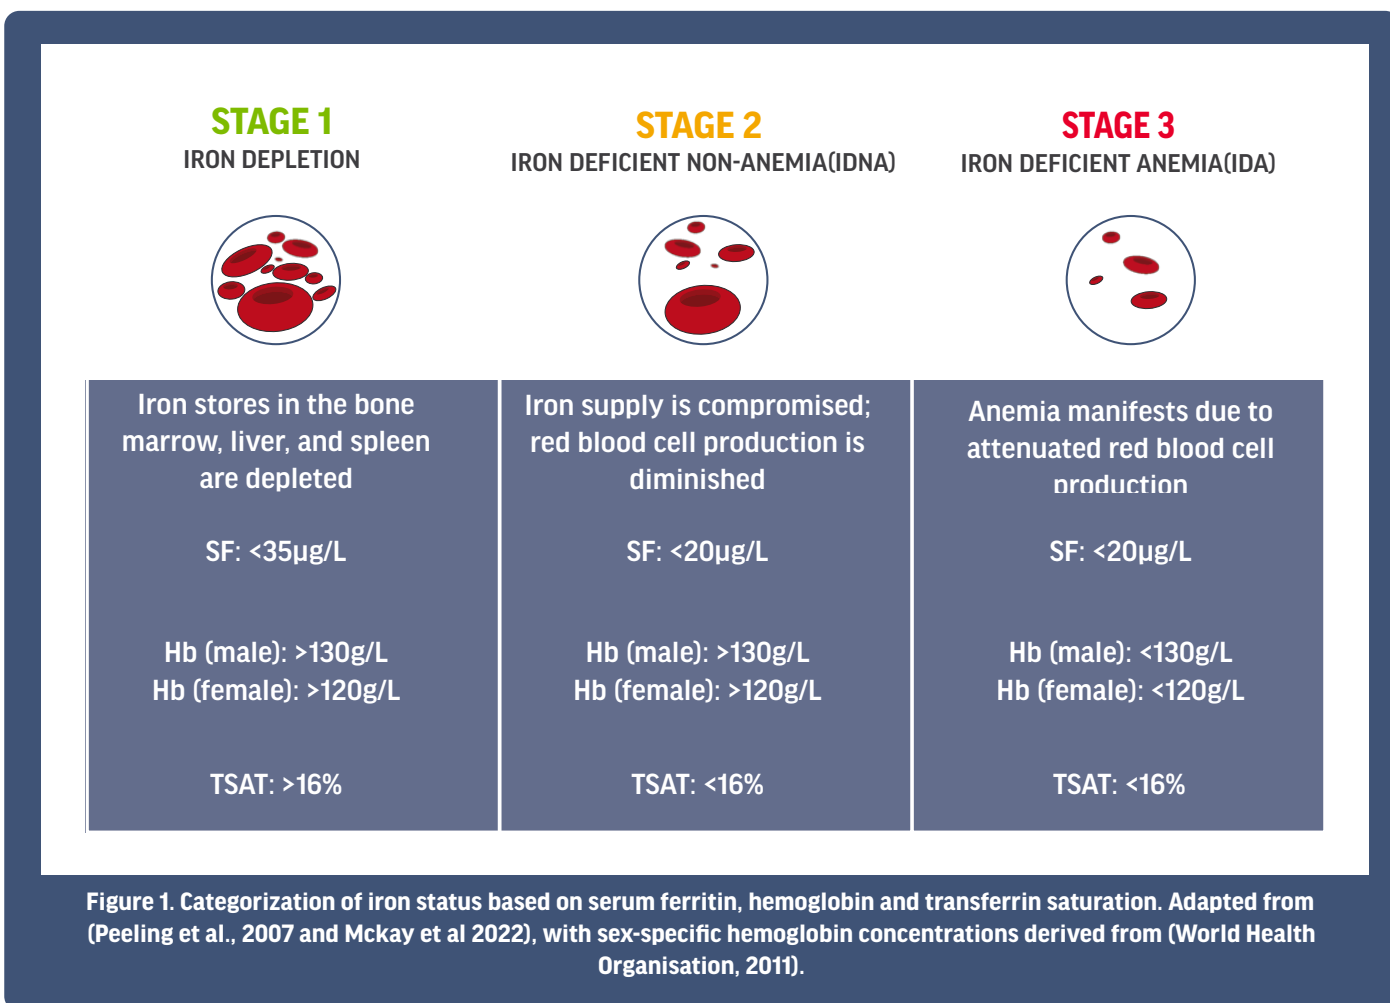 STAGE 1
IRON DEPLETION
STAGE 2
IRON DEFICIENT NON-ANEMIA(IDNA)
STAGE 3
IRON DEFICIENT ANEMIA(IDA)
Iron stores in the bone
marrow, liver, and spleen
are depleted
SF: <35µg/L
Hb (male): >130g/L
Hb (female): >120g/L
TSAT: >16%
Iron supply is compromised;
red blood cell production is
diminished
SF: <20µg/L
Hb (male): >130g/L
Hb (female): >120g/L
TSAT: <16%
Anemia manifests due to
attenuated red blood cell
production
SF: <20µg/L
Hb (male): <130g/L
Hb (female): <120g/L
TSAT: <16%
Figure 1. Categorization of iron status based on serum ferritin, hemoglobin and transferrin saturation. Adapted from
(Peeling et al., 2007 and Mckay et al 2022), with sex-specific hemoglobin concentrations derived from (World Health
Organisation, 2011).